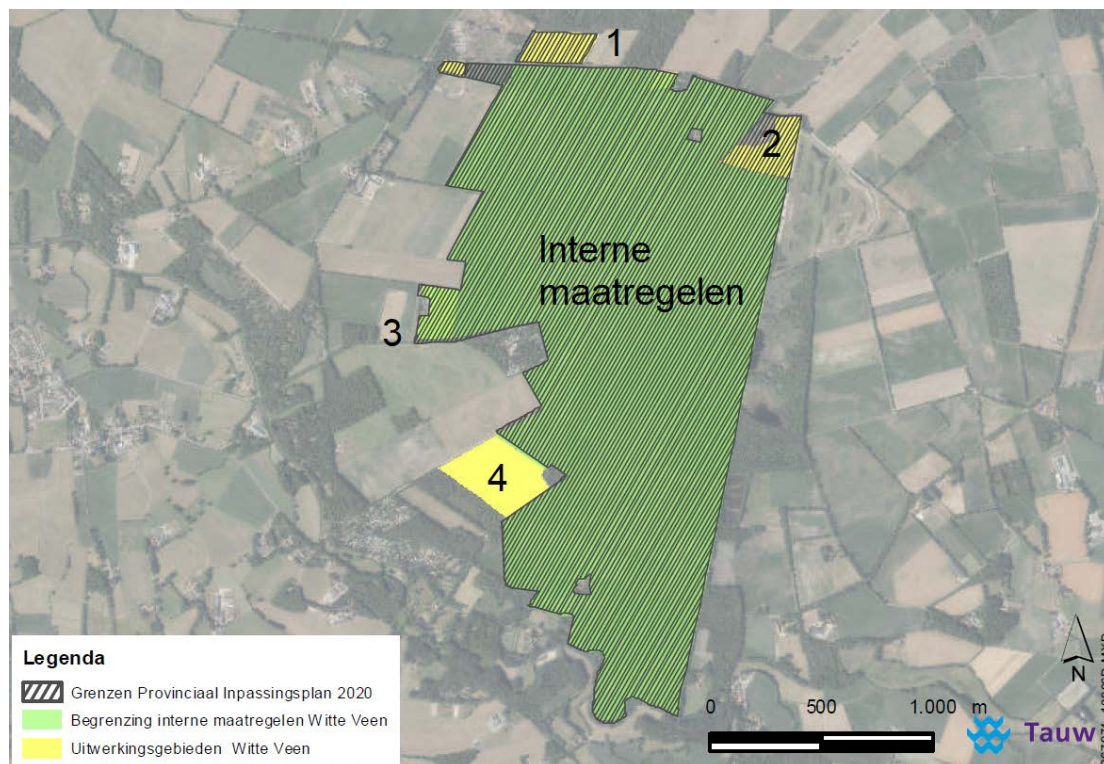 1
2
Interne
maatregelen
3
4
Legenda
Grenzen Provinciaal Inpassingsplan 2020
Begrenzing interne maatregelen Witte Veen
Uitwerkingsgebieden Witte Veen
0 500 1.000 m
N
Tauw